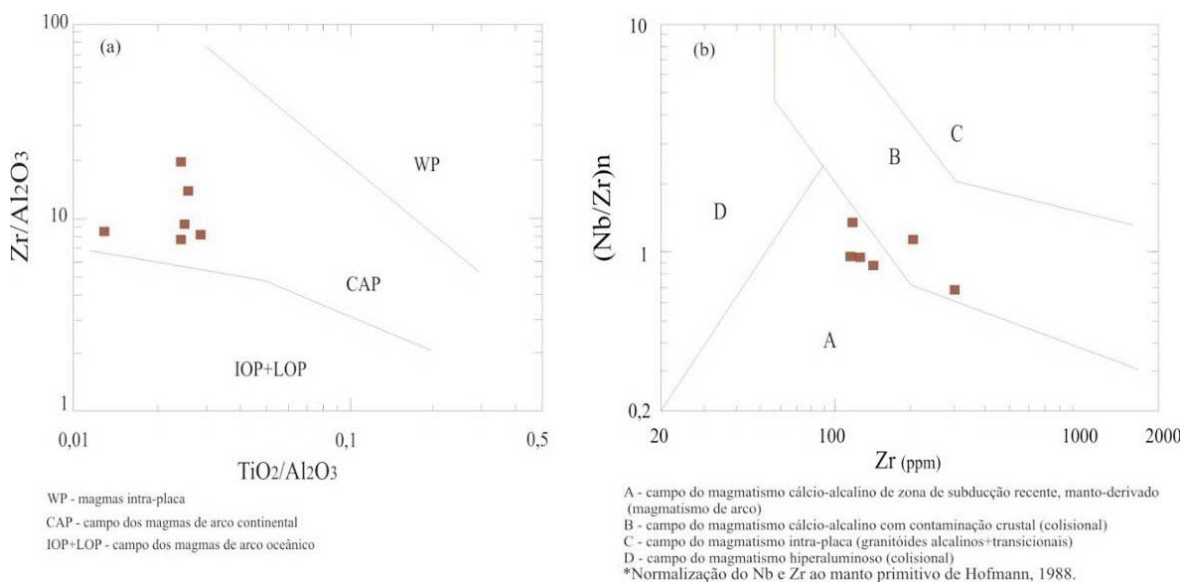 100
(a)
Zr/Al2O3
WP
10
CAP
IOP+LOP
1
0,01
0,1
0,5
TiO2/Al2O3
WP - magmas intra-placa
CAP - campo dos magmas de arco continental
IOP+LOP - campo dos magmas de arco oceânico
10
(b)
(Nb/Zr)n
C
B
D
1
A
0,2
20
100
1000
2000
Zr (ppm)
A - campo do magmatismo cálcio-alcalino de zona de subducção recente, manto-derivado
(magmatismo de arco)
B - campo do magmatismo cálcio-alcalino com contaminação crustal (colisional)
C - campo do magmatismo intra-placa (granitóides alcalinos+transicionais)
D - campo do magmatismo hiperaluminoso (colisional)
*Normalização do Nb e Zr ao manto primitivo de Hofmann, 1988.